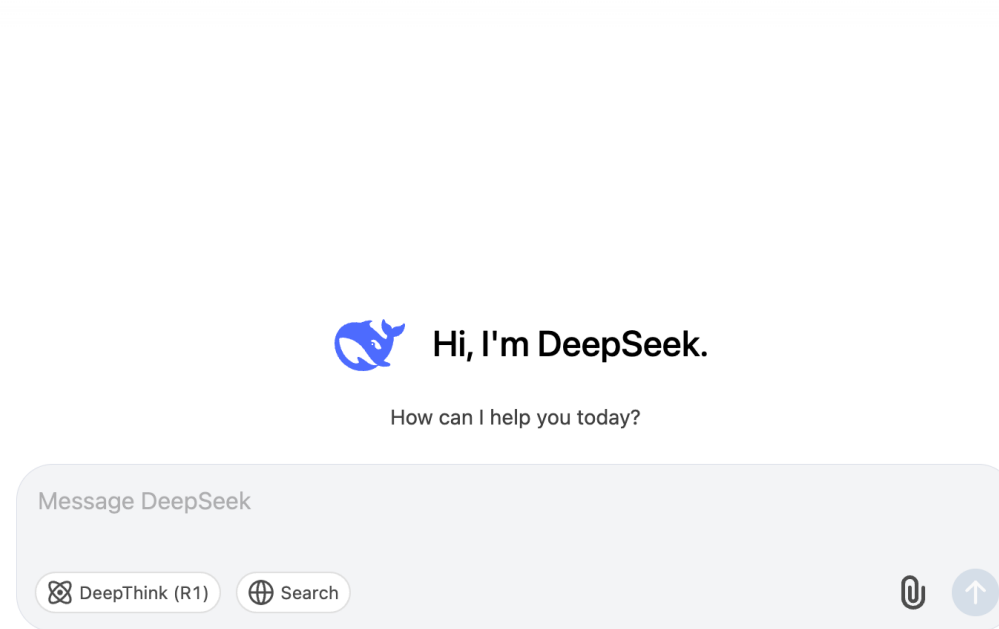 Hi, I'm DeepSeek.
How can I help you today?
Message DeepSeek
DeepThink (R1) Search